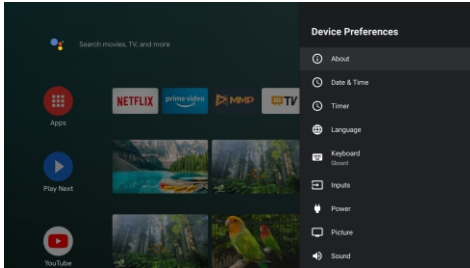 Device Preferences
Search movies, TV, and more
About
Date & Time
Timer
Language
Keyboard
Gboard
Inputs
Power
Picture
Sound
NETFLIX
prime video
MMP
TV
Apps
Play Next
YouTube